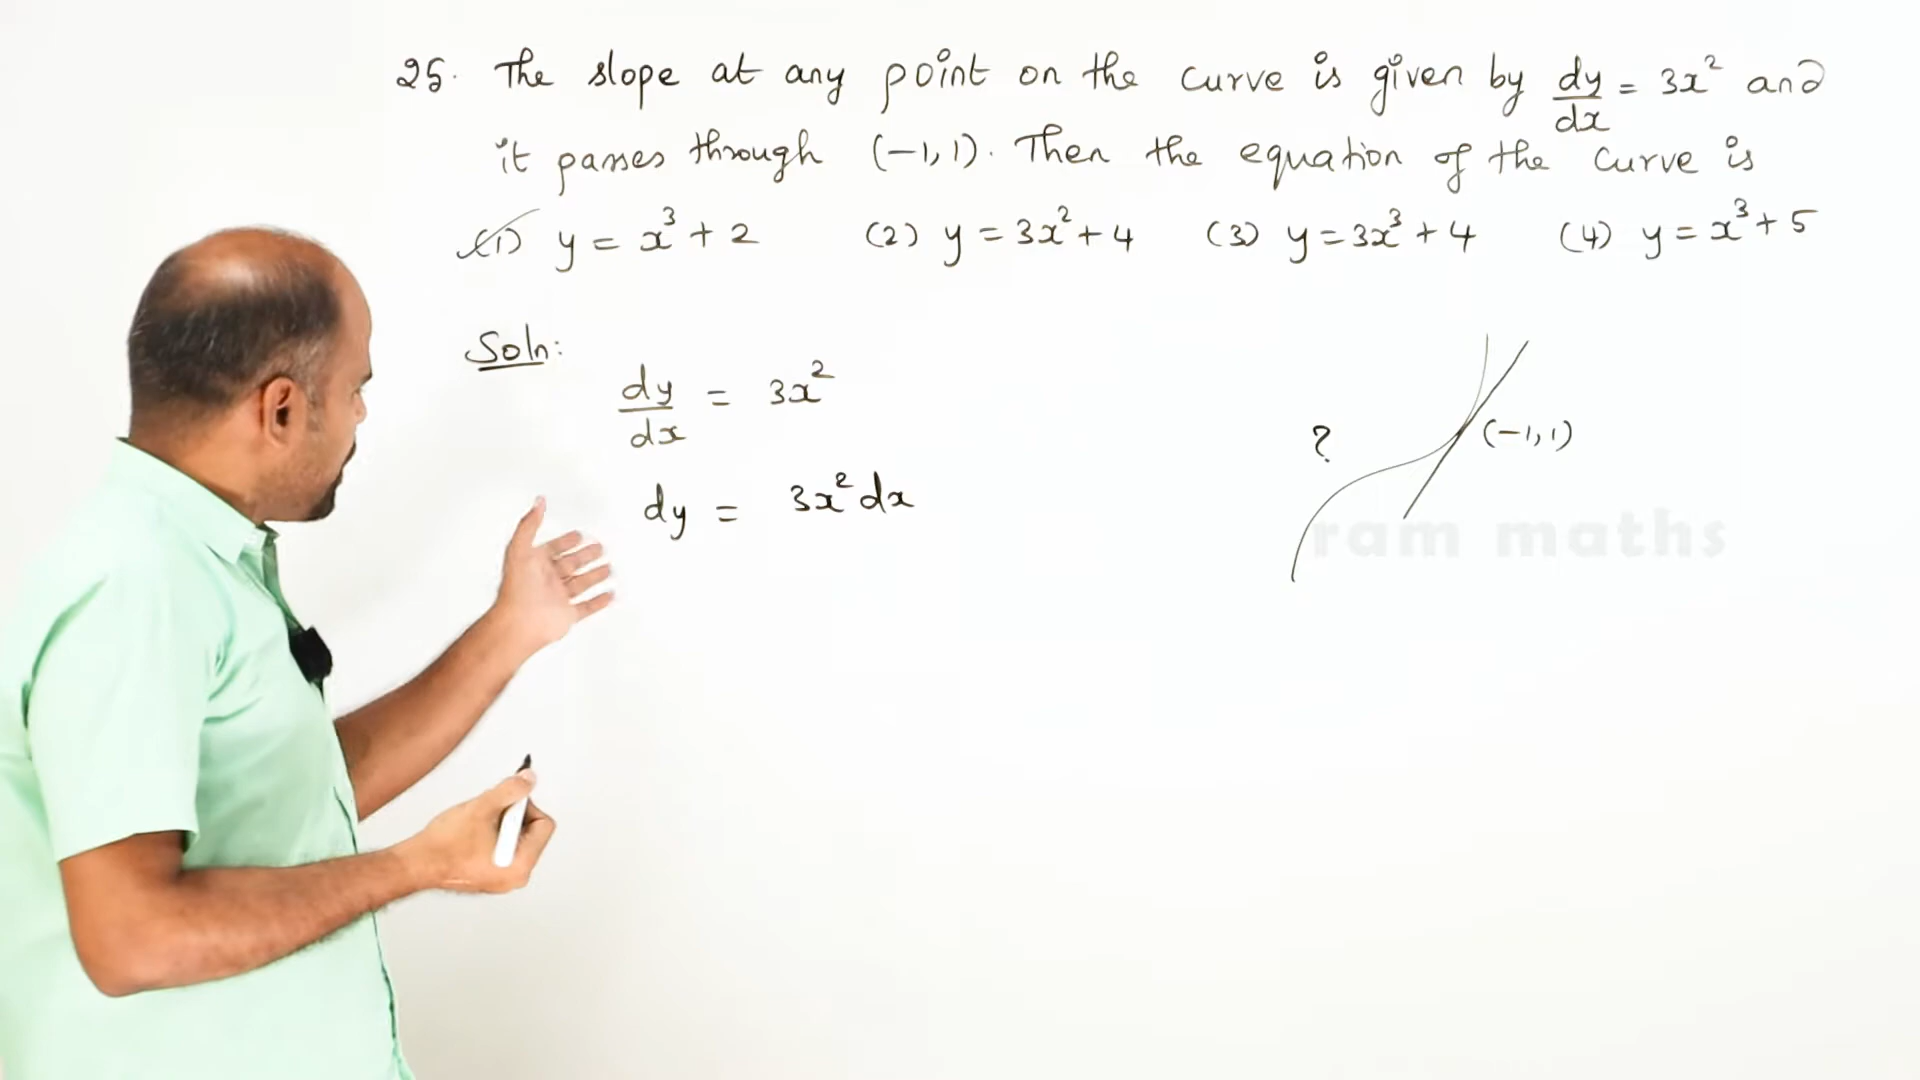 25. The slope at any point on the curve is given by dy/dx = 3x² and
it passes through (-1, 1). Then the equation of the curve is
(1) y = x³ + 2 (2) y = 3x² + 4 (3) y = 3x³ + 4 (4) y = x³ + 5
Soln:
dy/dx = 3x²
dy = 3x² dx
? (-1, 1)
ram maths